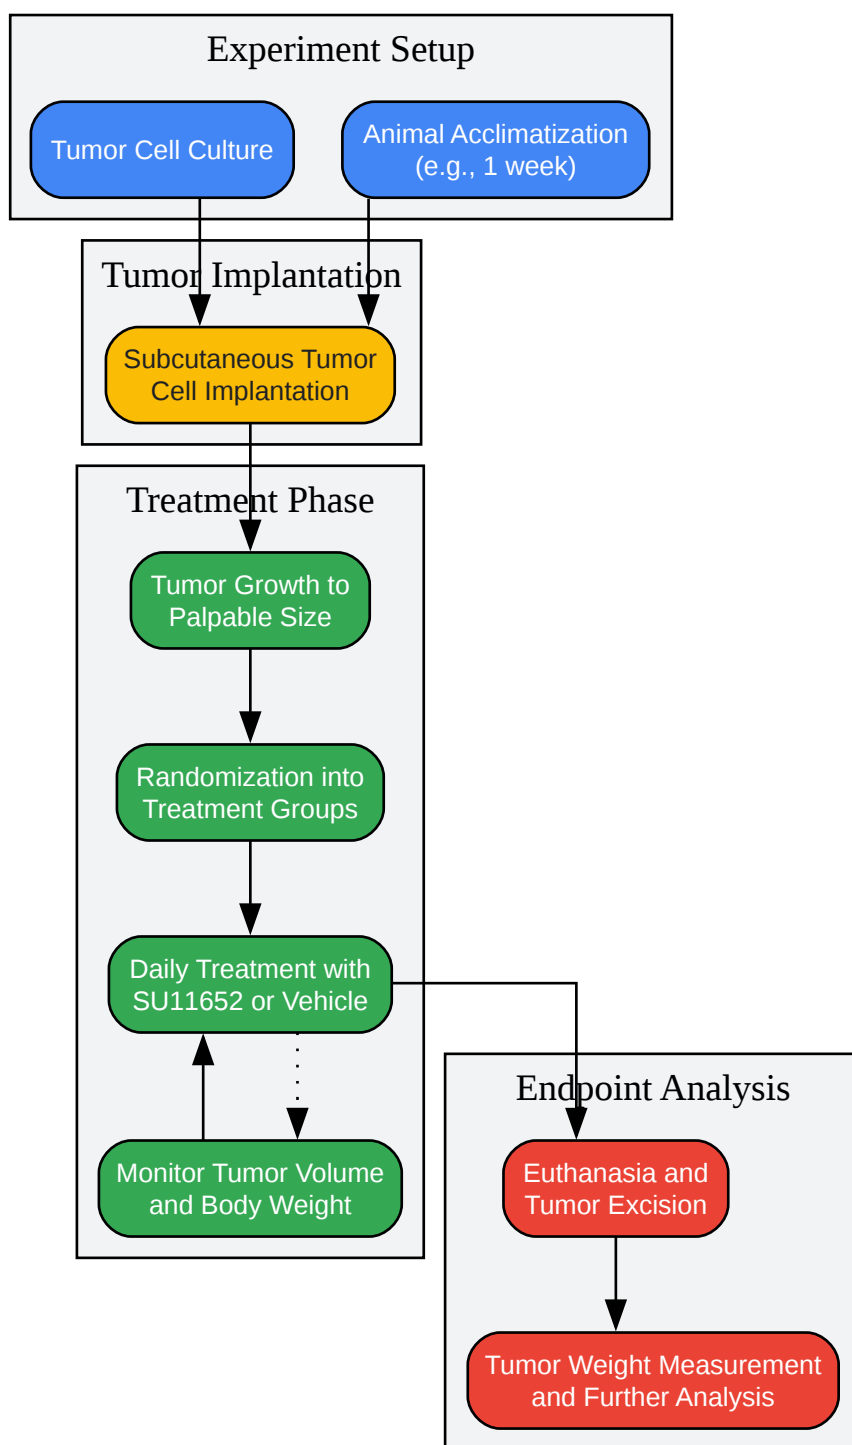 Experiment Setup
Tumor Cell Culture
Animal Acclimatization
(e.g., 1 week)
Tumor Implantation
Subcutaneous Tumor
Cell Implantation
Treatment Phase
Tumor Growth to
Palpable Size
Randomization into
Treatment Groups
Daily Treatment with
SU11652 or Vehicle
Monitor Tumor Volume
and Body Weight
Endpoint Analysis
Euthanasia and
Tumor Excision
Tumor Weight Measurement
and Further Analysis